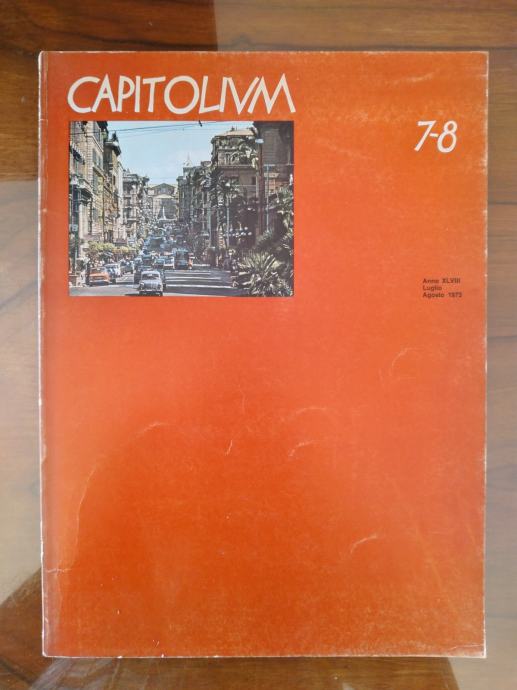 CAPITOLIVM
7-8
Anno XLVIII
Luglio
Agosto 1973